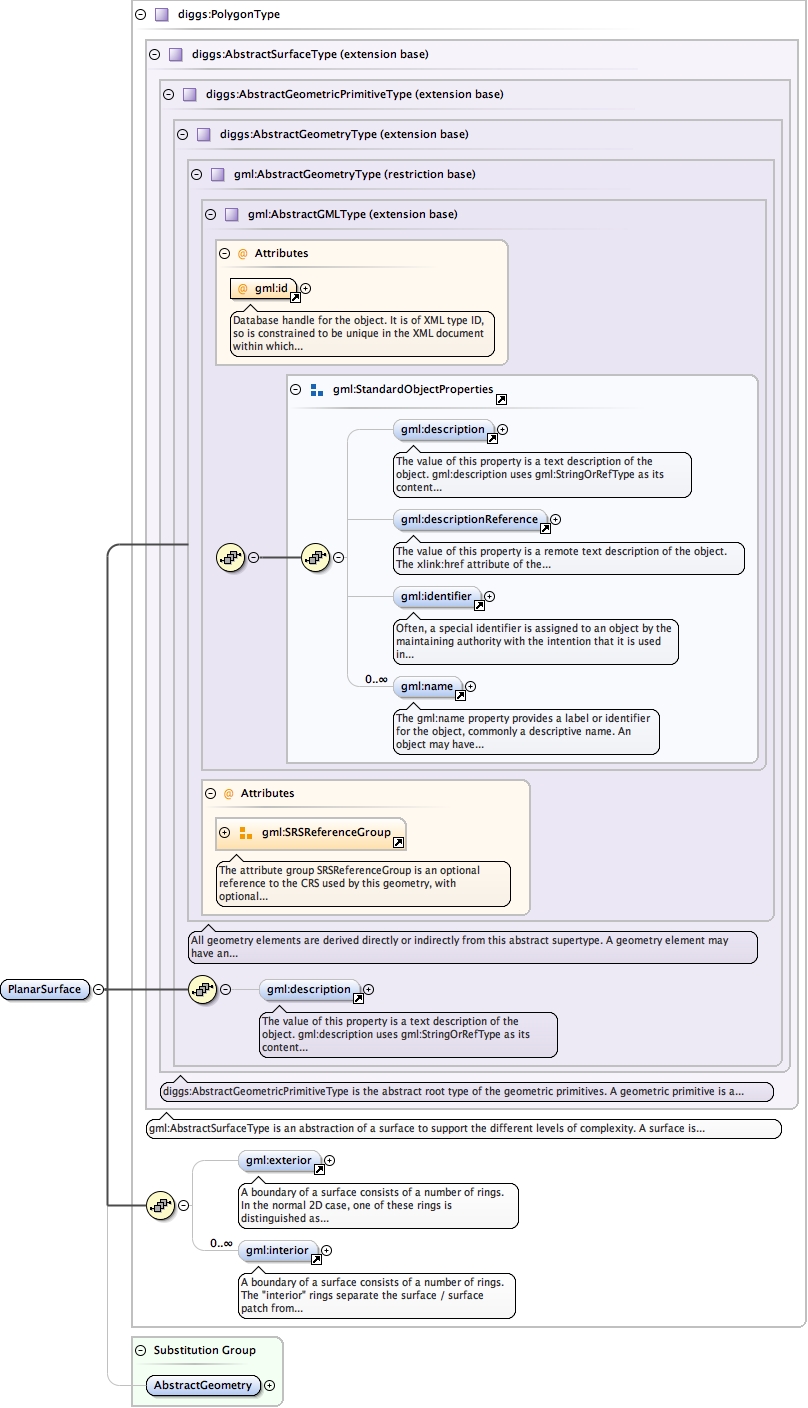 diggs:PolygonType
diggs:AbstractSurfaceType (extension base)
diggs:AbstractGeometricPrimitiveType (extension base)
diggs:AbstractGeometryType (extension base)
gml:AbstractGeometryType (restriction base)
gml:AbstractGMLType (extension base)
@ Attributes
@ gml:id
Database handle for the object. It is of XML type ID,
so is constrained to be unique in the XML document
within which...
gml:StandardObjectProperties
gml:description
The value of this property is a text description of the
object. gml:description uses gml:StringOrRefType as its
content...
gml:descriptionReference
The value of this property is a remote text description of the object.
The xlink:href attribute of the...
gml:identifier
Often, a special identifier is assigned to an object by the
maintaining authority with the intention that it is used
in...
0..∞
gml:name
The gml:name property provides a label or identifier
for the object, commonly a descriptive name. An
object may have...
@ Attributes
gml:SRSReferenceGroup
The attribute group SRSReferenceGroup is an optional
reference to the CRS used by this geometry, with
optional...
All geometry elements are derived directly or indirectly from this abstract supertype. A geometry element may
have an...
PlanarSurface
gml:description
The value of this property is a text description of the
object. gml:description uses gml:StringOrRefType as its
content...
diggs:AbstractGeometricPrimitiveType is the abstract root type of the geometric primitives. A geometric primitive is a...
gml:AbstractSurfaceType is an abstraction of a surface to support the different levels of complexity. A surface is...
gml:exterior
A boundary of a surface consists of a number of rings.
In the normal 2D case, one of these rings is
distinguished as...
0..∞
gml:interior
A boundary of a surface consists of a number of rings.
The "interior" rings separate the surface / surface
patch from...
Substitution Group
AbstractGeometry